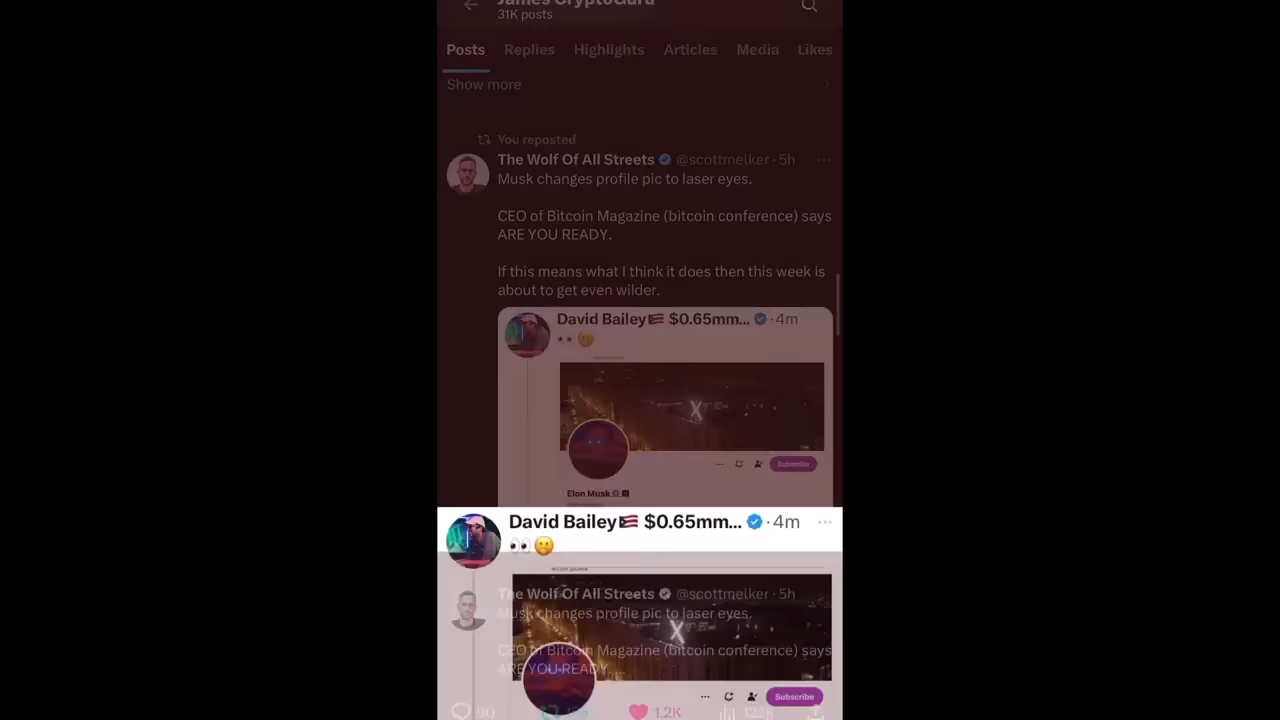 James CryptoGuru
31K posts
Posts Replies Highlights Articles Media Likes
Show more
You reposted
The Wolf Of All Streets @scottmelker · 5h
Musk changes profile pic to laser eyes.
CEO of Bitcoin Magazine (bitcoin conference) says
ARE YOU READY.
If this means what I think it does then this week is
about to get even wilder.
David Bailey $0.65mm... · 4m
X
Subscribe
Elon Musk
David Bailey $0.65mm... · 4m
The Wolf Of All Streets @scottmelker · 5h
Musk changes profile pic to laser eyes.
X
CEO of Bitcoin Magazine (bitcoin conference) says
ARE YOU READY. ...
Subscribe
90 1.2K